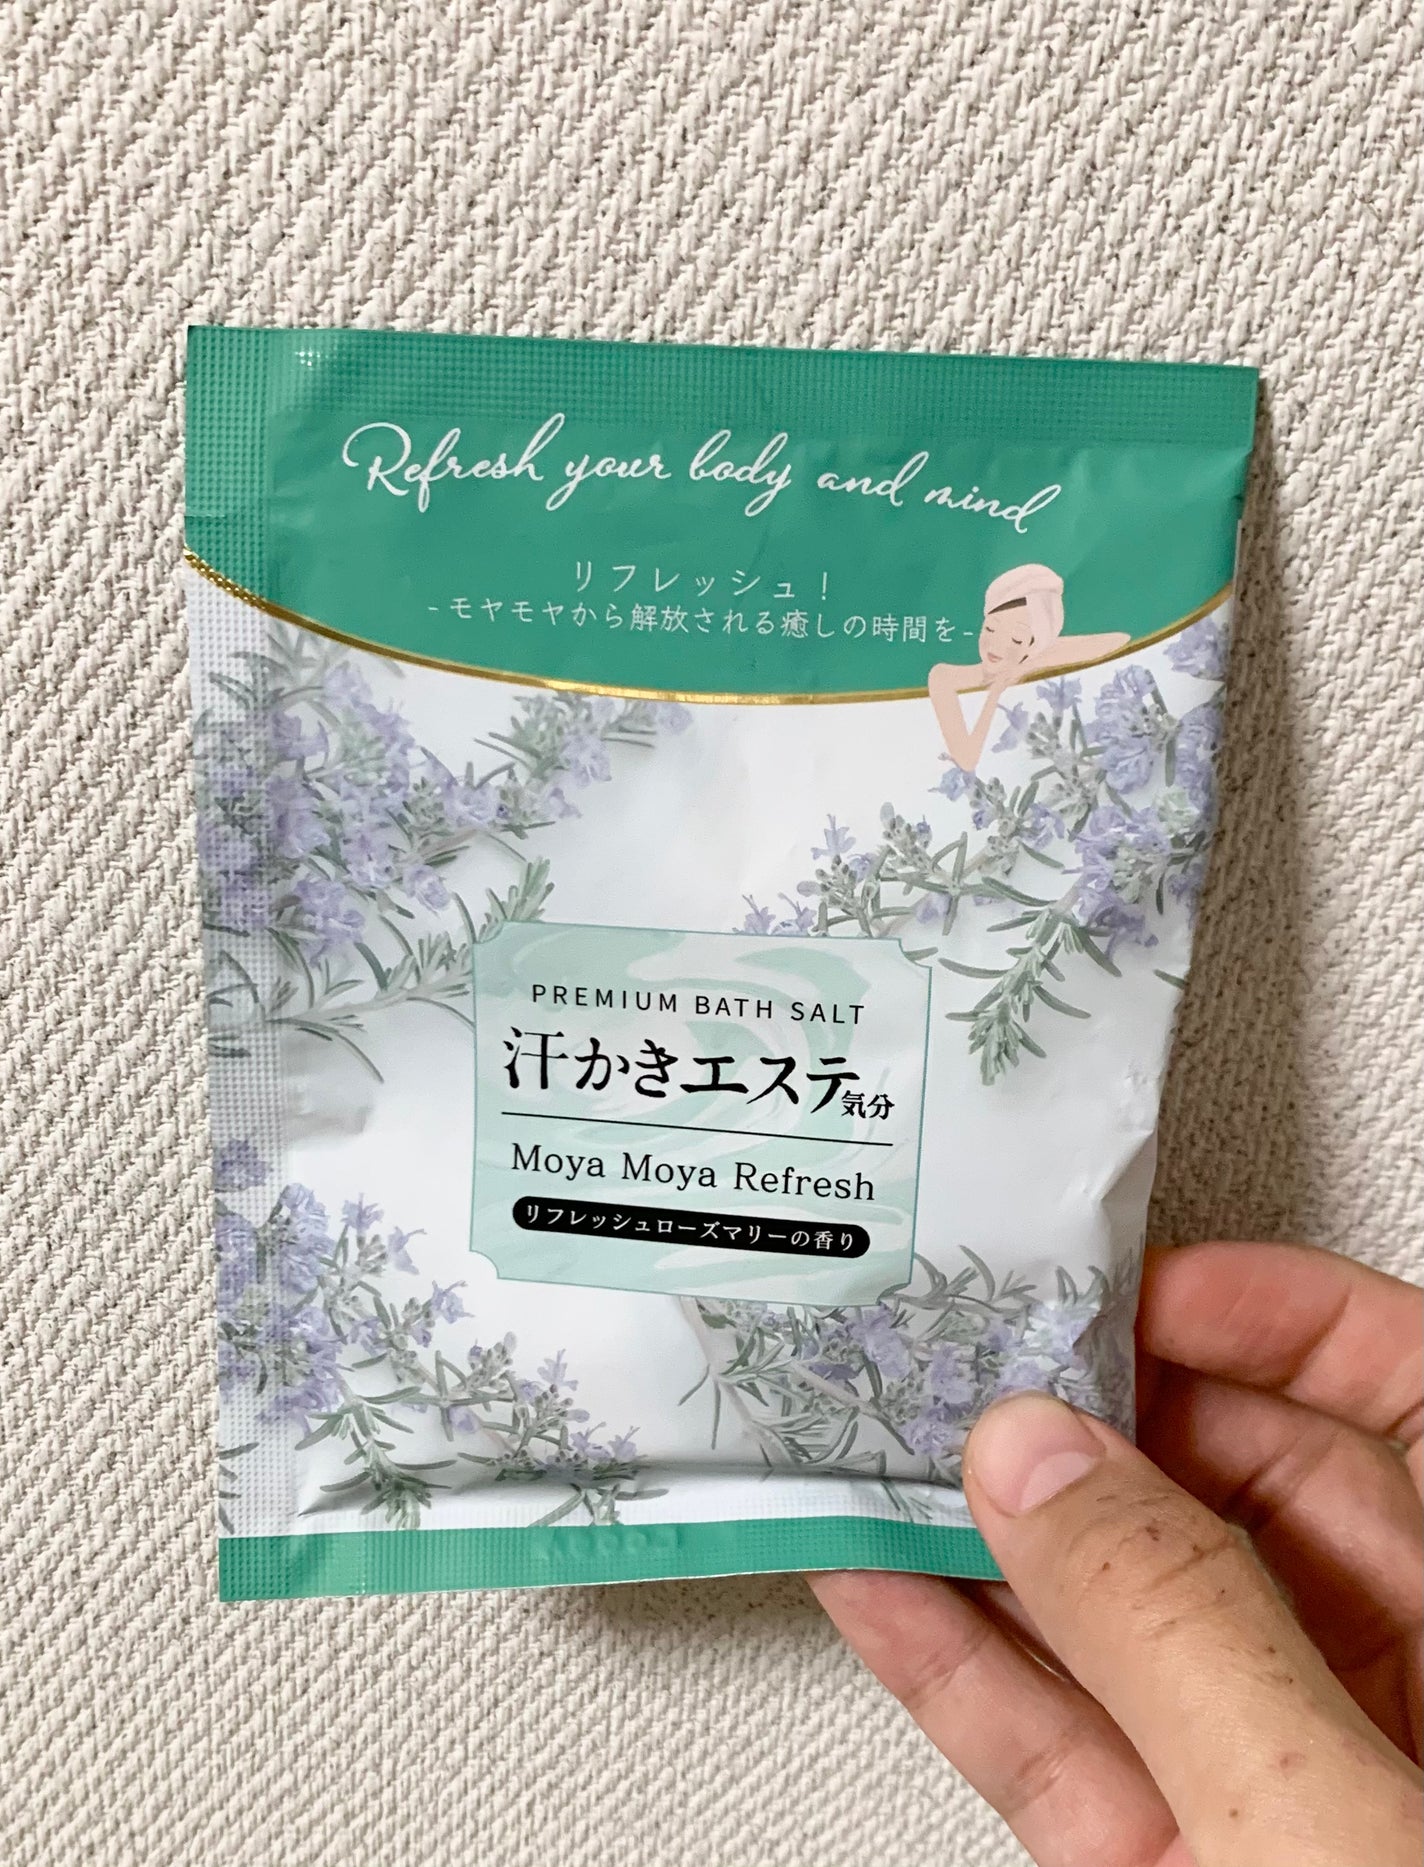 Refresh your body and mind
リフレッシュ！
-モヤモヤから解放される癒しの時間を-
PREMIUM BATH SALT
汗かきエステ気分
Moya Moya Refresh
リフレッシュローズマリーの香り